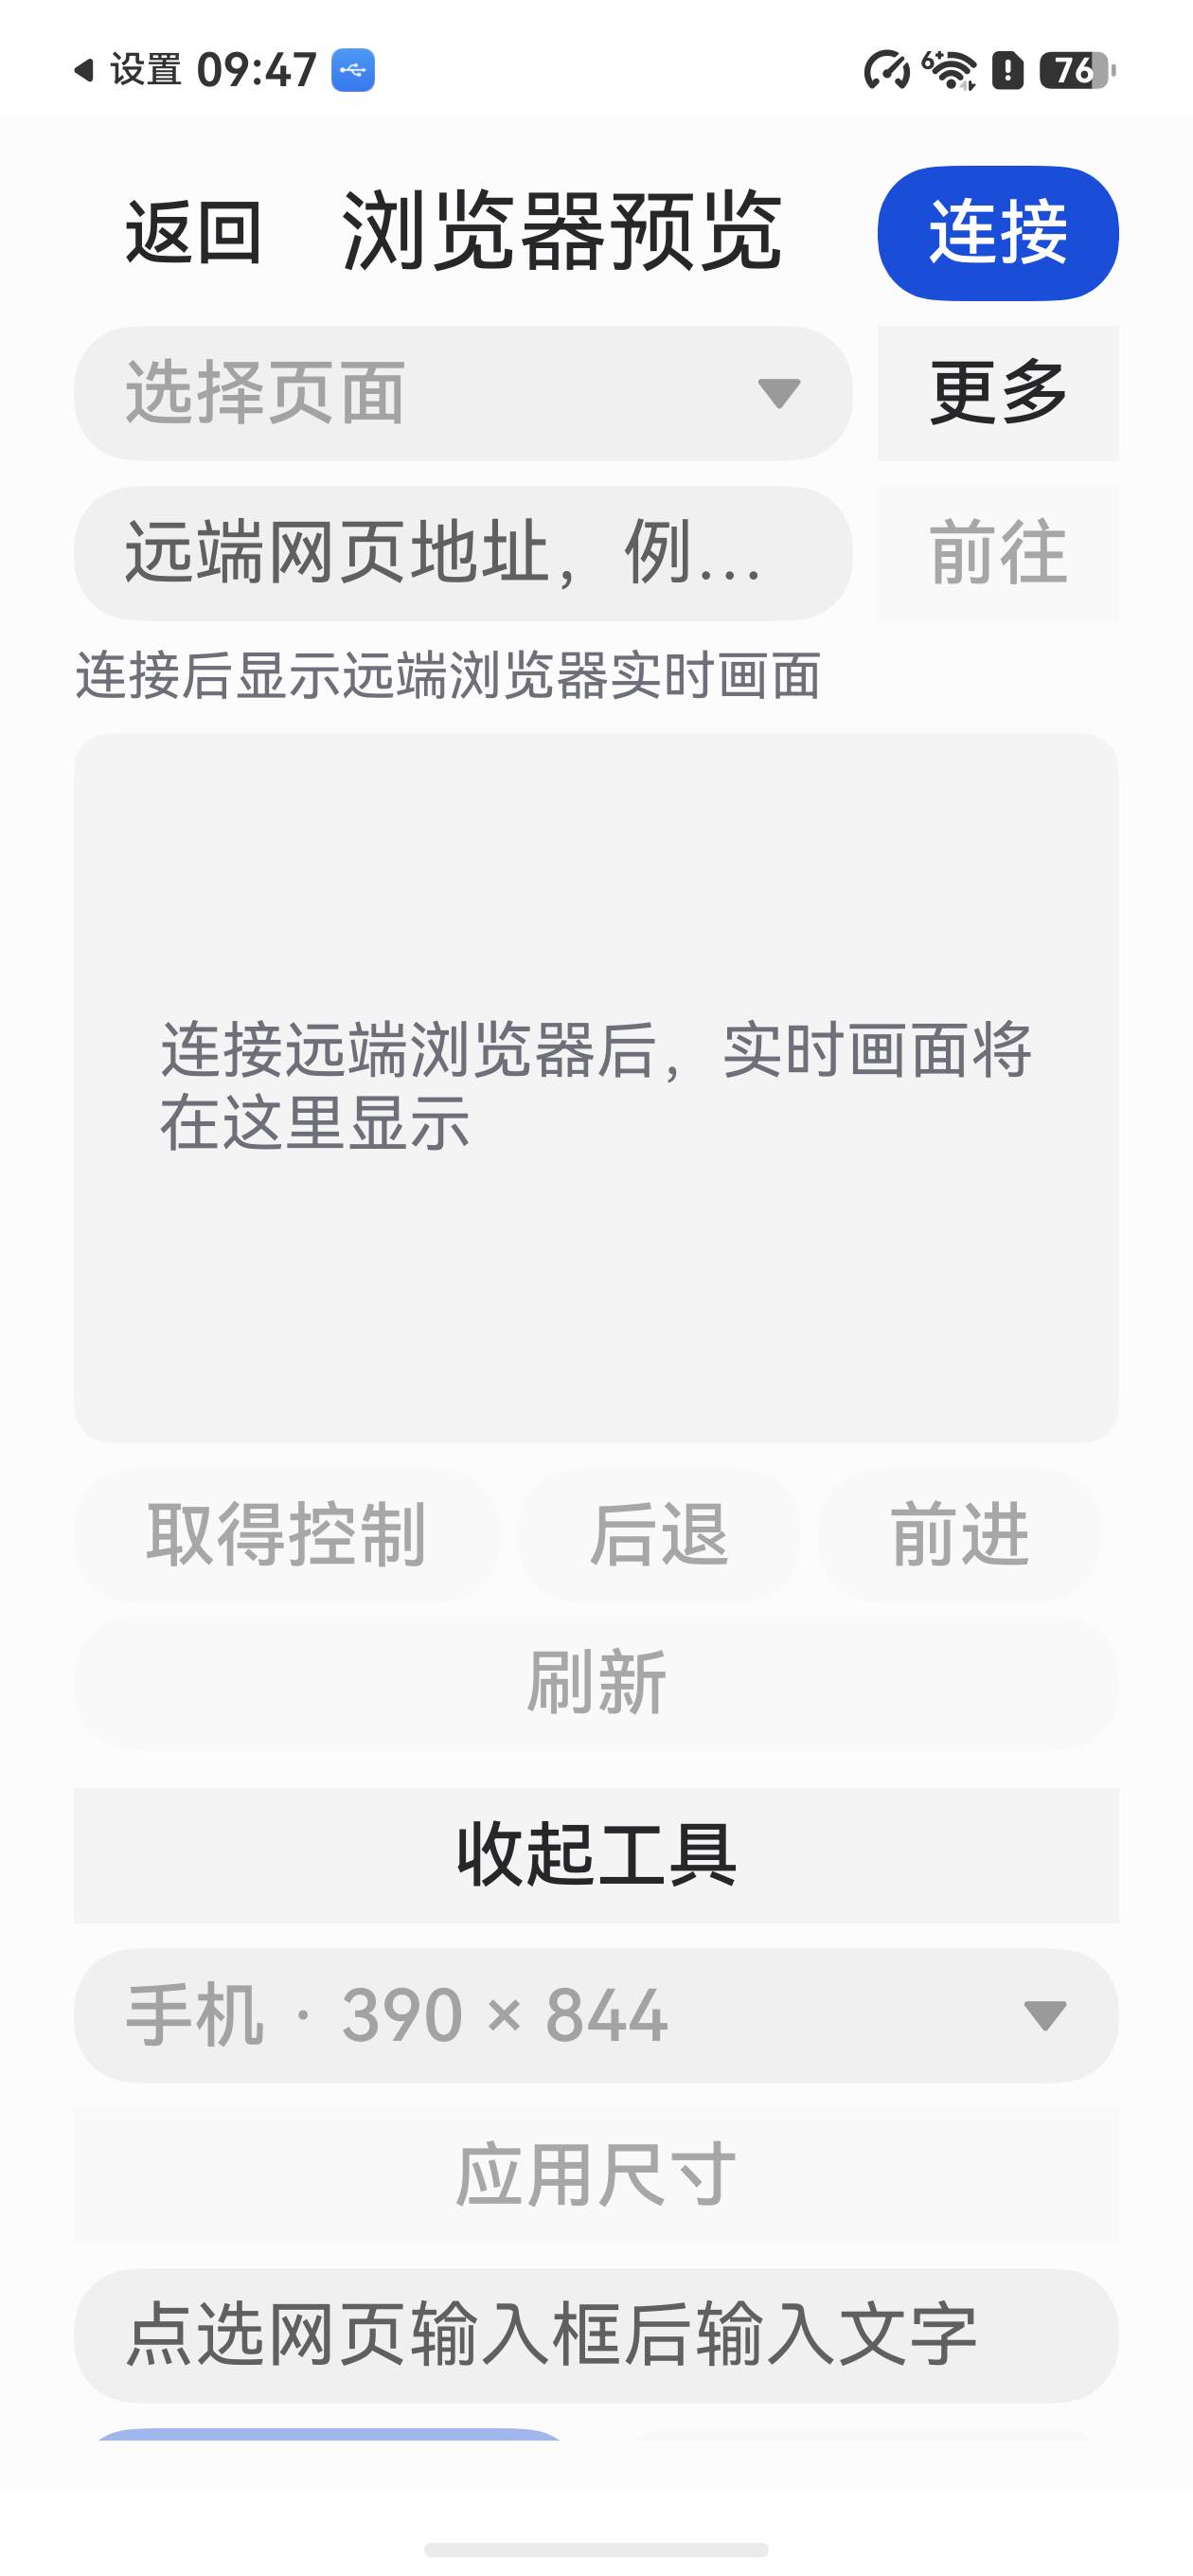 设置 09:47 76
返回 浏览器预览 连接
选择页面 更多
远端网页地址，例... 前往
连接后显示远端浏览器实时画面
连接远端浏览器后，实时画面将
在这里显示
取得控制 后退 前进
刷新
收起工具
手机 · 390 × 844
应用尺寸
点选网页输入框后输入文字